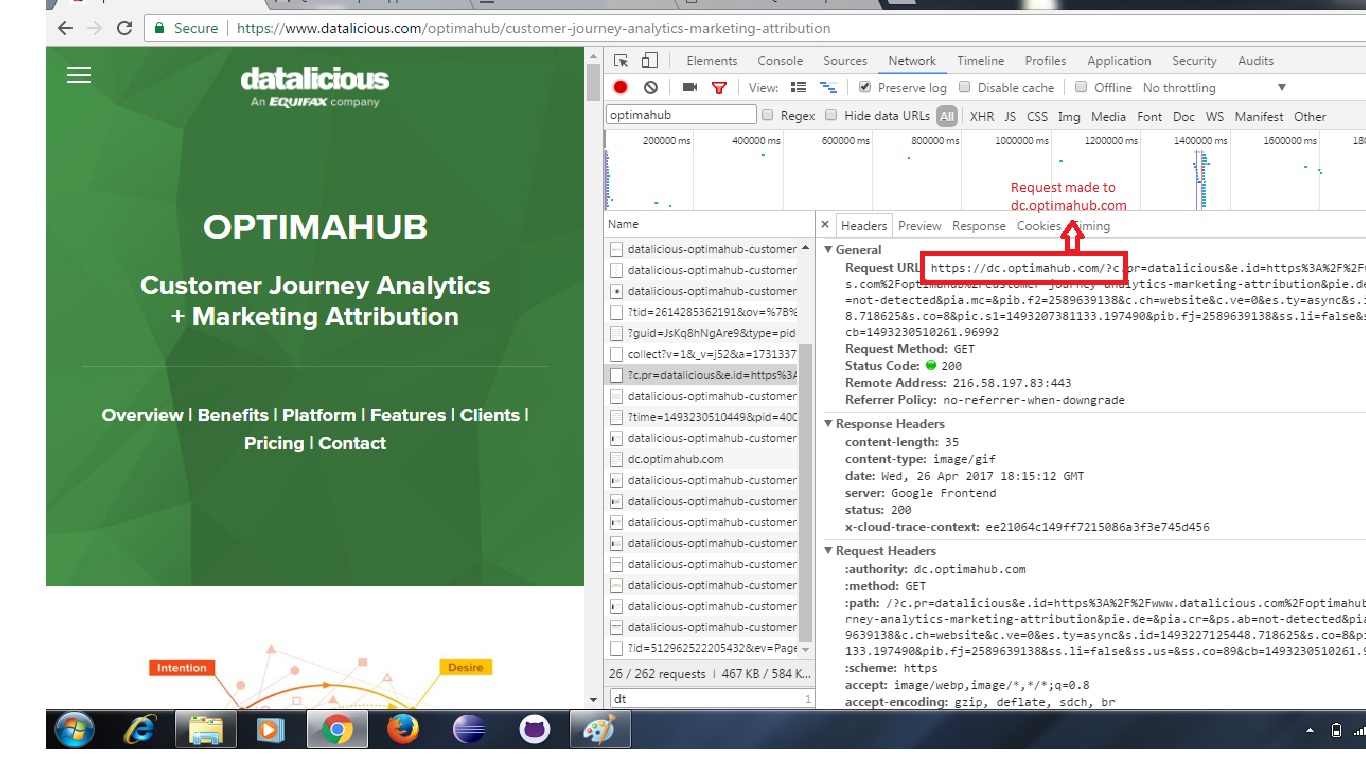 Secure https://www.datalicious.com/optimahub/customer-journey-analytics-marketing-attribution
datalicious
An EQUIFAX company
OPTIMAHUB
Customer Journey Analytics
+ Marketing Attribution
Overview | Benefits | Platform | Features | Clients |
Pricing | Contact
Intention
Desire
Elements Console Sources Network Timeline Profiles Application Security Audits
View: Preserve log Disable cache Offline No throttling
optimahub Regex Hide data URLs All XHR JS CSS Img Media Font Doc WS Manifest Other
200000 ms 400000 ms 600000 ms 800000 ms 1000000 ms 1200000 ms 1400000 ms 1600000 ms 180
Request made to
dc.optimahub.com
Name
datalicious-optimahub-customer
datalicious-optimahub-customer
datalicious-optimahub-customer
?tid=2614285362191&ov=%7B%
?guid=JsKq8hNgAre9&type=pid
collect?v=1&_v=j52&a=1731337
?c.pr=datalicious&e.id=https%3A
datalicious-optimahub-customer
?time=1493230510449&pid=40C
datalicious-optimahub-customer
dc.optimahub.com
datalicious-optimahub-customer
datalicious-optimahub-customer
datalicious-optimahub-customer
datalicious-optimahub-customer
datalicious-optimahub-customer
datalicious-optimahub-customer
datalicious-optimahub-customer
datalicious-optimahub-customer
?id=512962522205432&ev=Page
26 / 262 requests | 467 KB / 584 K...
dt 1
× Headers Preview Response Cookies Timing
General
Request URL: https://dc.optimahub.com/?c.pr=datalicious&e.id=https%3A%2F%2F
s.com%2Foptimahub%2Fcustomer-journey-analytics-marketing-attribution&pie.de
=not-detected&pia.mc=&pib.f2=2589639138&c.ch=website&c.ve=0&es.ty=async&s.i
8.718625&s.co=8&pic.s1=1493207381133.197490&pib.fj=2589639138&ss.li=false&s
cb=1493230510261.96992
Request Method: GET
Status Code: 200
Remote Address: 216.58.197.83:443
Referrer Policy: no-referrer-when-downgrade
Response Headers
content-length: 35
content-type: image/gif
date: Wed, 26 Apr 2017 18:15:12 GMT
server: Google Frontend
status: 200
x-cloud-trace-context: ee21064c149ff7215086a3f3e745d456
Request Headers
:authority: dc.optimahub.com
:method: GET
:path: /?c.pr=datalicious&e.id=https%3A%2F%2Fwww.datalicious.com%2Foptimahub
rney-analytics-marketing-attribution&pie.de=&pia.cr=&ps.ab=not-detected&pia
9639138&c.ch=website&c.ve=0&es.ty=async&s.id=1493227125448.718625&s.co=8&pi
133.197490&pib.fj=2589639138&ss.li=false&ss.us=&ss.co=89&cb=1493230510261.9
:scheme: https
accept: image/webp,image/*,*/*;q=0.8
accept-encoding: gzip, deflate, sdch, br